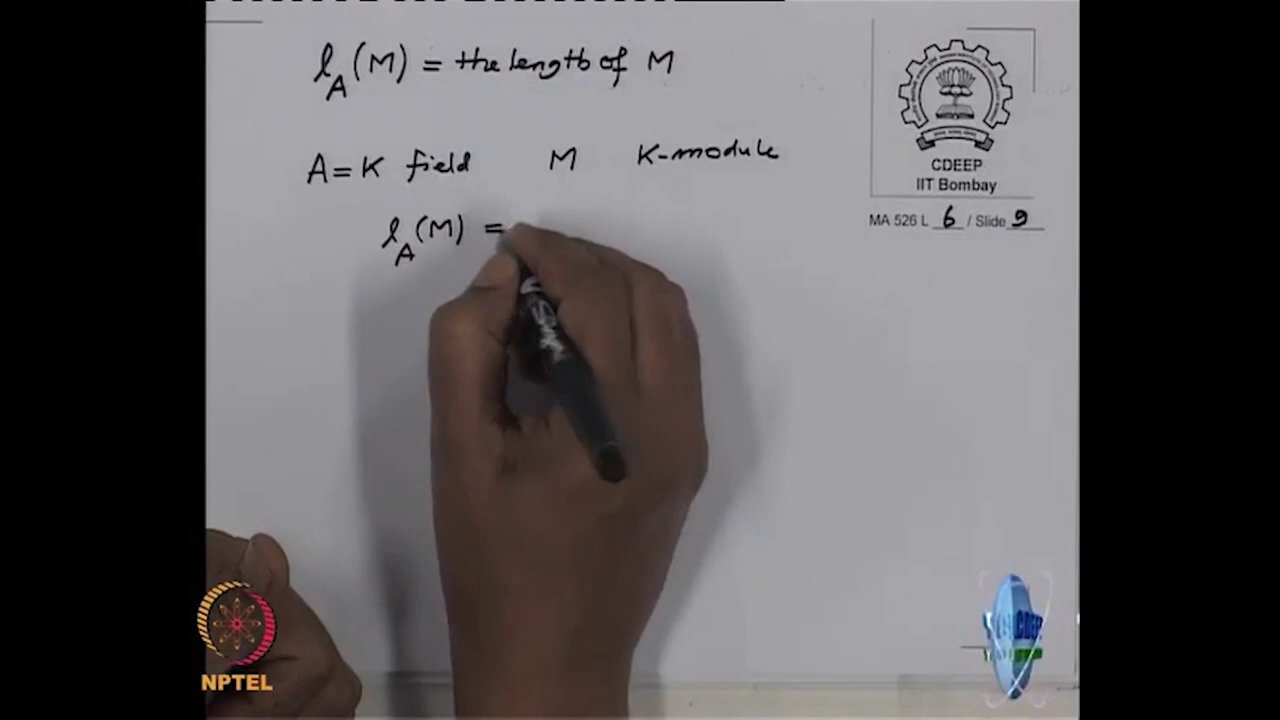 l_A(M) = the length of M
A = K field M K-module
l_A(M) =
CDEEP
IIT Bombay
MA 526 L 6 / Slide 9
NPTEL